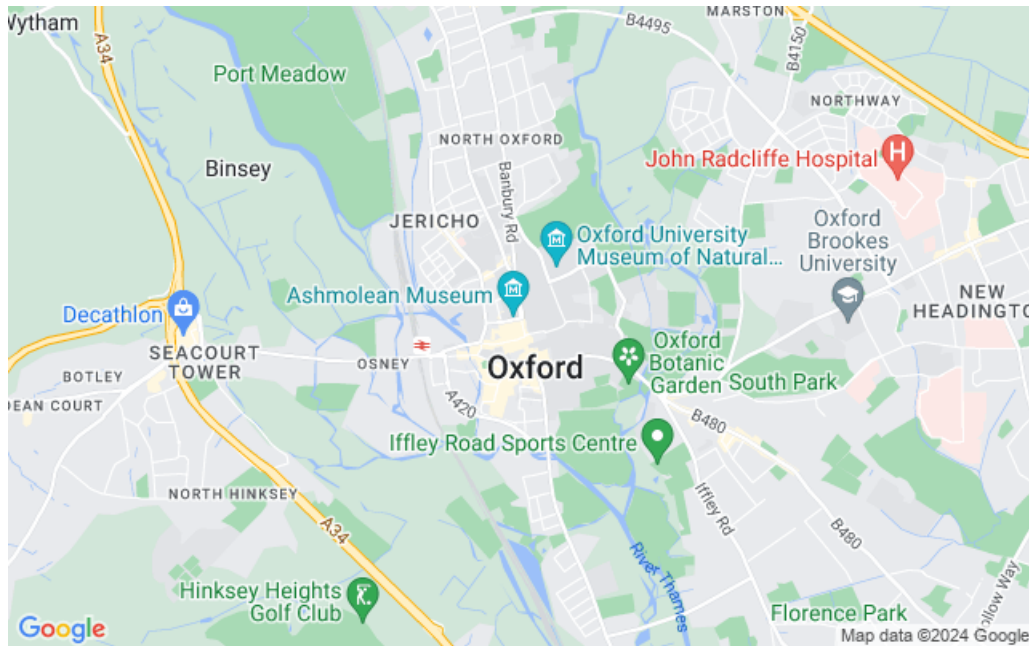 Wytham
A34
Port Meadow
B4495
MARSTON
B4150
NORTHWAY
NORTH OXFORD
Binsey
Banbury Rd
John Radcliffe Hospital
H
JERICHO
Oxford University
Museum of Natural...
Oxford
Brookes
University
Ashmolean Museum
Decathlon
NEW
HEADINGTO
SEACOURT
TOWER
OSNEY
Oxford
Oxford
Botanic
Garden
South Park
BOTLEY
DEAN COURT
A420
B480
Iffley Road Sports Centre
NORTH HINKSEY
A34
Iffley Rd
B480
River Thames
Hinksey Heights
Golf Club
Florence Park
ollow Way
Google
Map data ©2024 Google